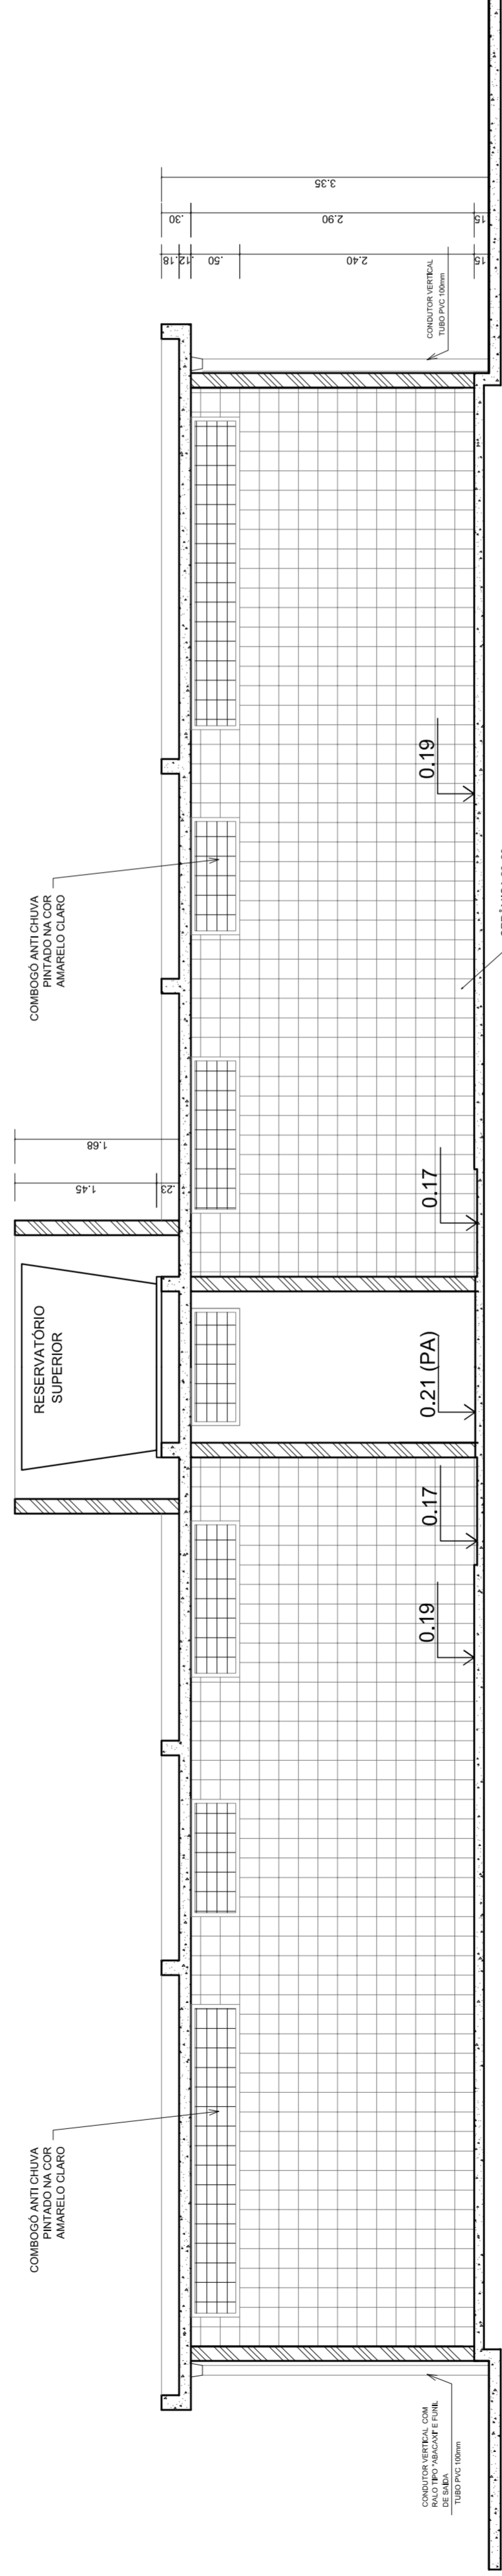 COMBOGÓ ANTI CHUVA
PINTADO NA COR
AMARELO CLARO
COMBOGÓ ANTI CHUVA
PINTADO NA COR
AMARELO CLARO
RESERVATÓRIO
SUPERIOR
1.45
.23
1.68
.18
.12
.50
2.40
.15
.30
2.90
.15
3.35
CONDUTOR VERTICAL COM
RALO TIPO "ABACAXI" E FUNIL
DE SAÍDA
TUBO PVC 100mm
0.19
0.17
0.21 (PA)
0.17
0.19
CONDUTOR VERTICAL
TUBO PVC 100mm